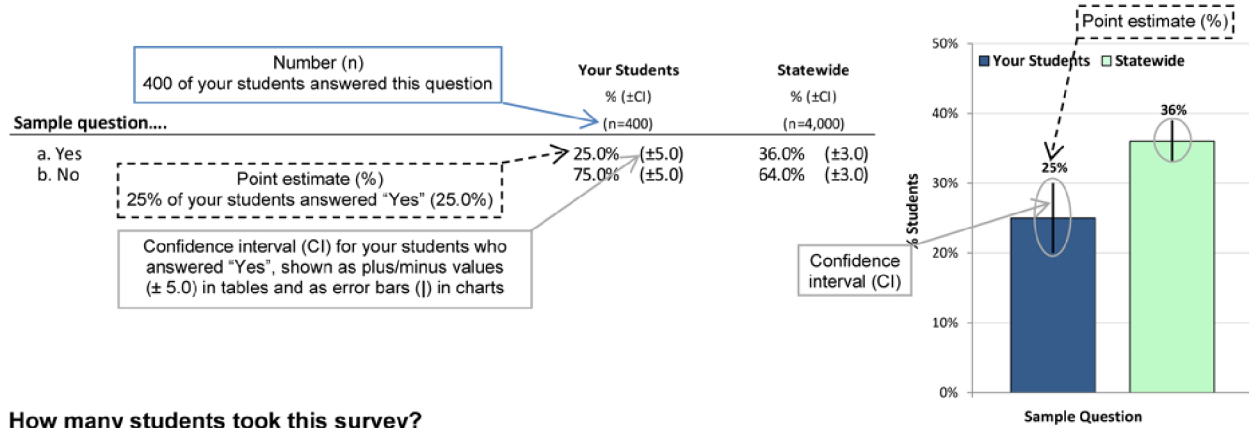 Number (n)
400 of your students answered this question
Your Students Statewide
% (±CI) % (±CI)
Sample question.... (n=400) (n=4,000)
a. Yes 25.0% (±5.0) 36.0% (±3.0)
b. No 75.0% (±5.0) 64.0% (±3.0)
Point estimate (%)
25% of your students answered “Yes” (25.0%)
Confidence interval (CI) for your students who
answered “Yes”, shown as plus/minus values
(± 5.0) in tables and as error bars (|) in charts
Point estimate (%)
Your Students Statewide
50%
40%
30%
20%
10%
0%
% Students
25%
36%
Confidence
interval (CI)
Sample Question
How many students took this survey?